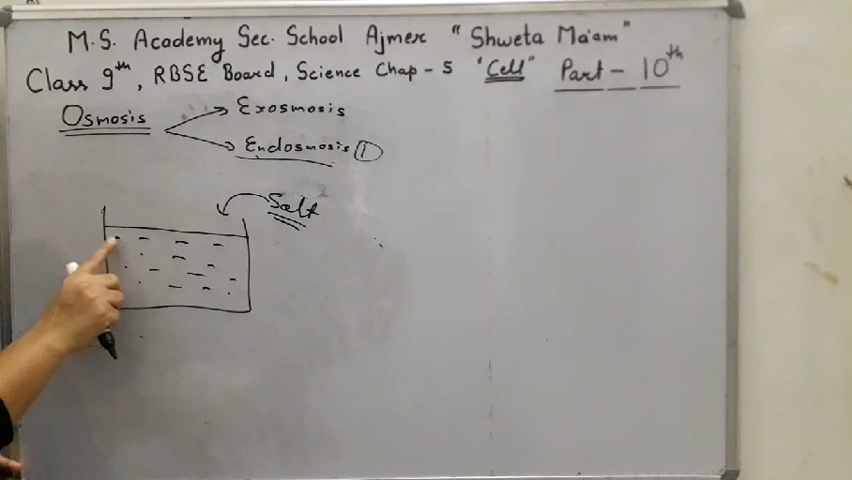 M.S. Academy Sec. School Ajmer "Shweta Ma'am"
Class 9th, RBSE Board, Science Chap - 5 "Cell" Part - 10th
Osmosis
Exosmosis
Endosmosis 1
Salt